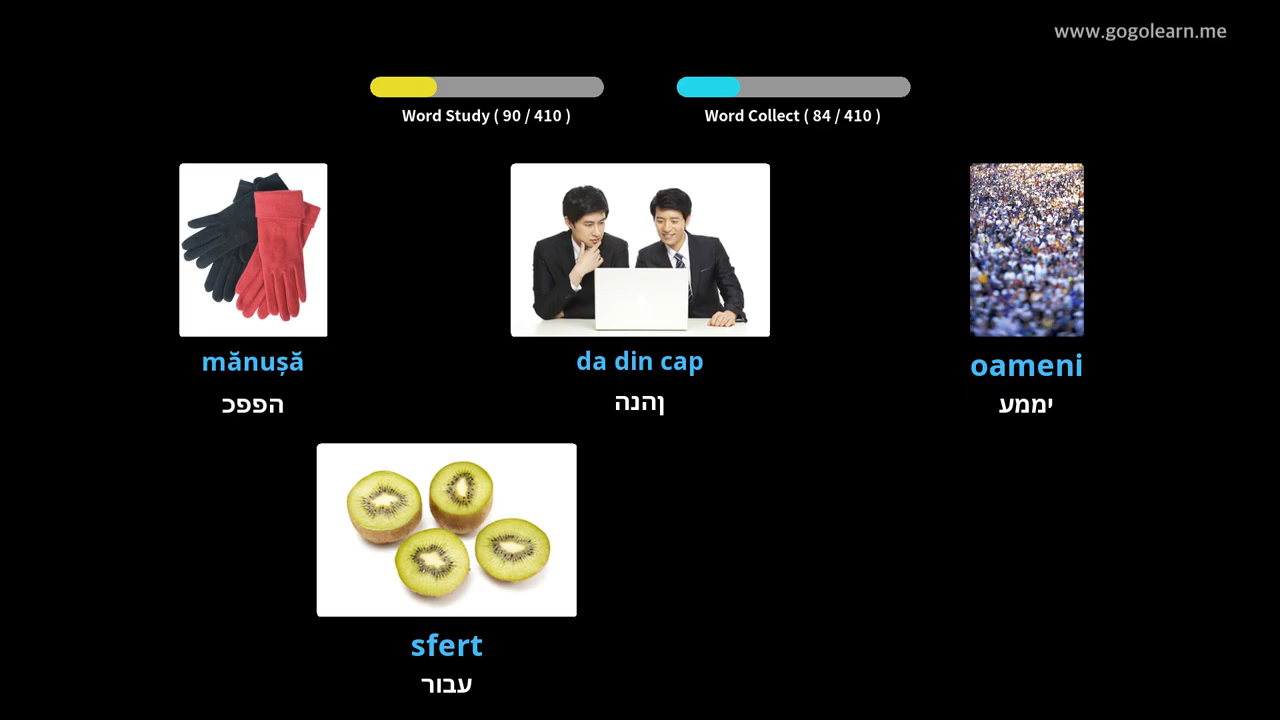 www.gogolearn.me
Word Study ( 90 / 410 )
Word Collect ( 84 / 410 )
mănușă
הפפכ
da din cap
ןהנה
oameni
יממע
sfert
עבור